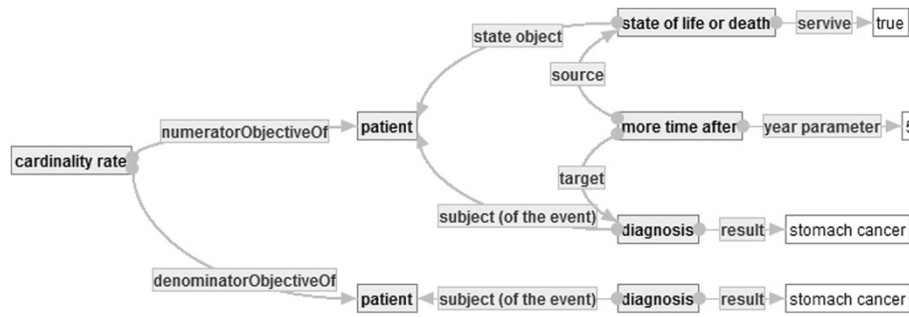 state of life or death servive true
state object
source
numeratorObjectiveOf patient more time after year parameter 5
cardinality rate
target
subject (of the event)
diagnosis result stomach cancer
denominatorObjectiveOf
patient subject (of the event) diagnosis result stomach cancer